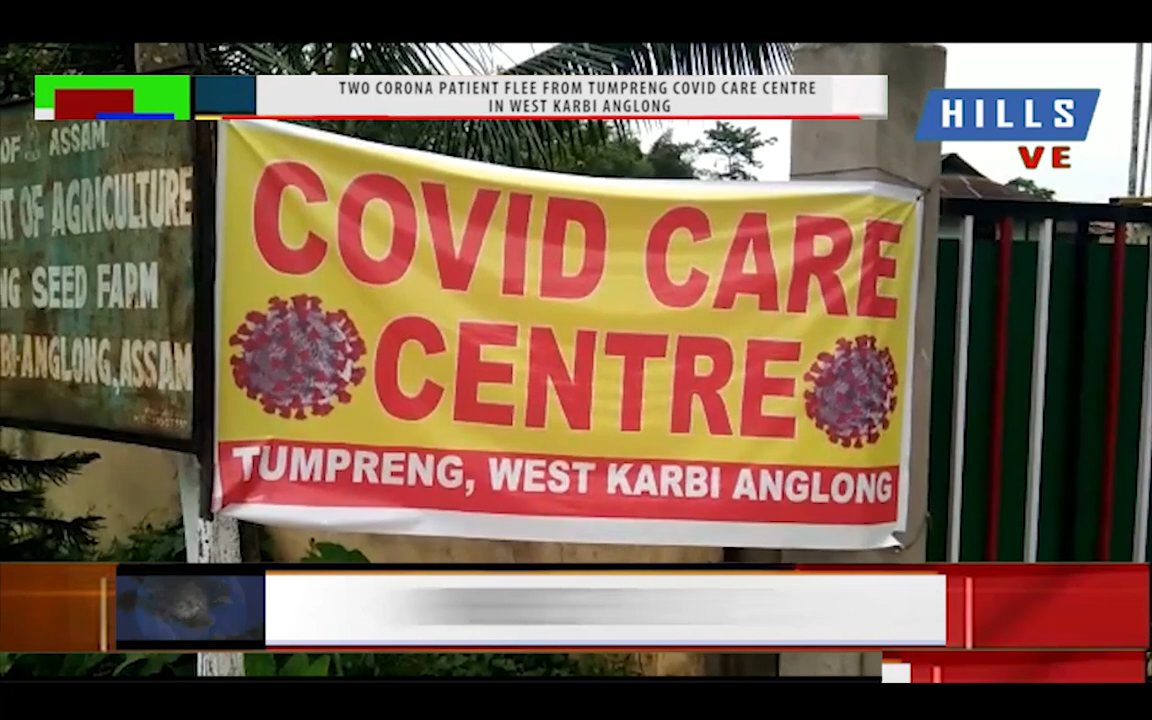 TWO CORONA PATIENT FLEE FROM TUMPRENG COVID CARE CENTRE
IN WEST KARBI ANGLONG
HILLS
VE
OF ASSAM.
T OF AGRICULTURE
NG SEED FARM
BI-ANGLONG, ASSAM
COVID CARE
CENTRE
TUMPRENG, WEST KARBI ANGLONG